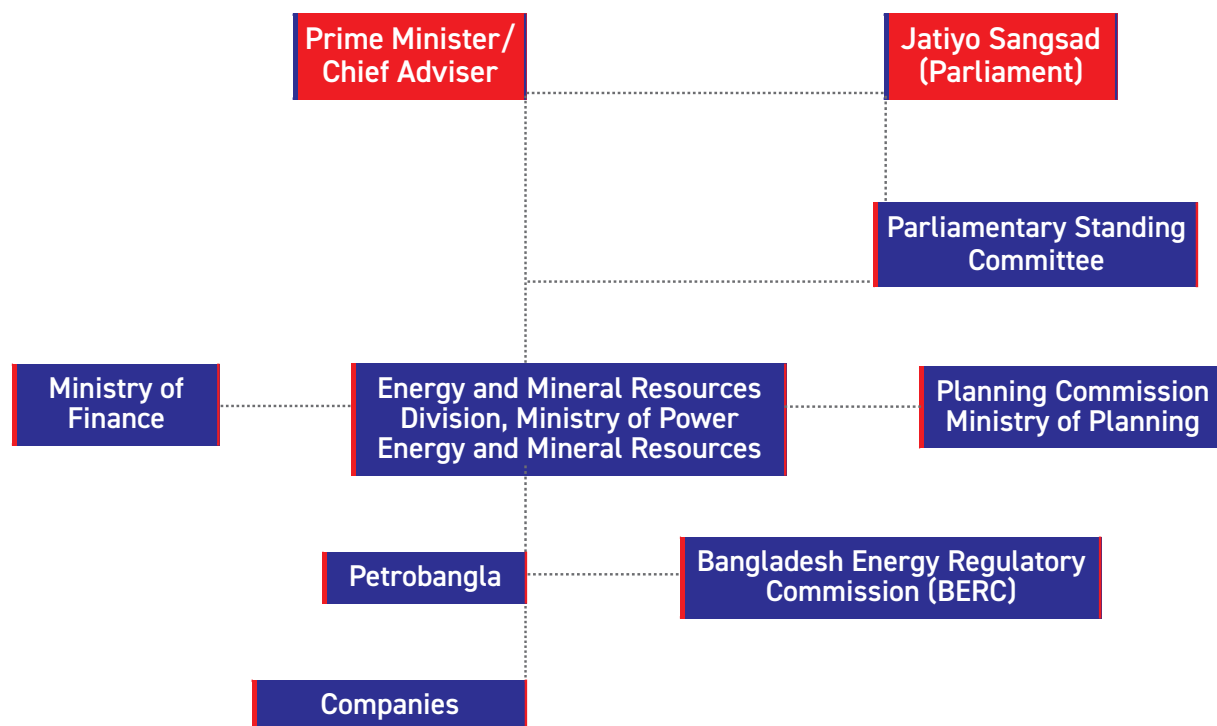 Prime Minister/
Chief Adviser
Jatiyo Sangsad
(Parliament)
Parliamentary Standing
Committee
Ministry of
Finance
Energy and Mineral Resources
Division, Ministry of Power
Energy and Mineral Resources
Planning Commission
Ministry of Planning
Petrobangla
Bangladesh Energy Regulatory
Commission (BERC)
Companies